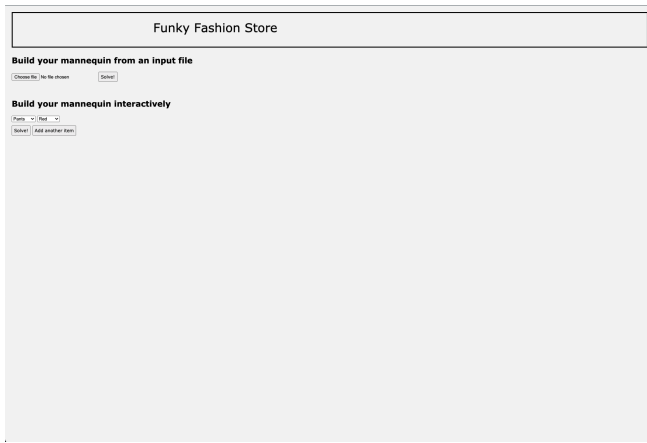 Funky Fashion Store
Build your mannequin from an input file
Choose file No file chosen Solve!
Build your mannequin interactively
Pants Red
Solve! Add another item